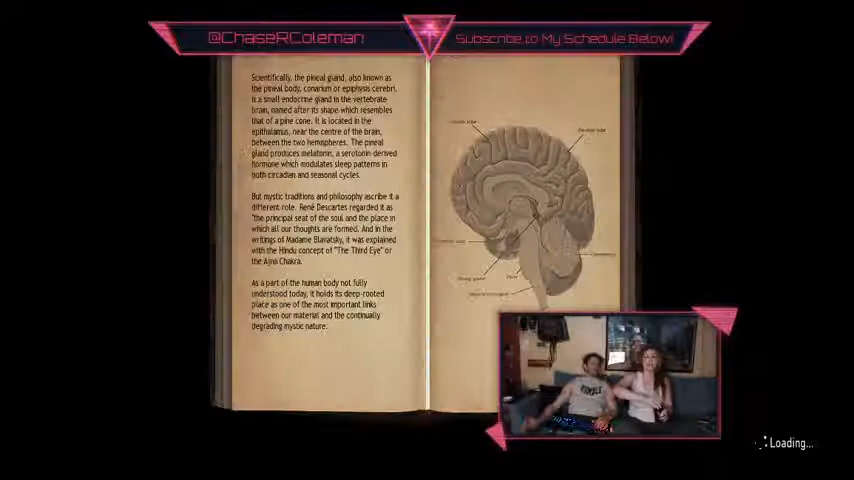 @ChaseRColeman
Subscribe to My Schedule Below!
Scientifically, the pineal gland, also known as
the pineal body, conarium or epiphysis cerebri,
is a small endocrine gland in the vertebrate
brain, named after its shape which resembles
that of a pine cone. It is located in the
epithalamus, near the centre of the brain,
between the two hemispheres. The pineal
gland produces melatonin, a serotonin-derived
hormone which modulates sleep patterns in
both circadian and seasonal cycles.
But mystic traditions and philosophy ascribe it a
different role. René Descartes regarded it as
"the principal seat of the soul and the place in
which all our thoughts are formed. And in the
writings of Madame Blavatsky, it was explained
with the Hindu concept of "The Third Eye" or
the Ajna Chakra.
As a part of the human body not fully
understood today, it holds its deep-rooted
place as one of the most important links
between our material and the continually
degrading mystic nature.
Loading...